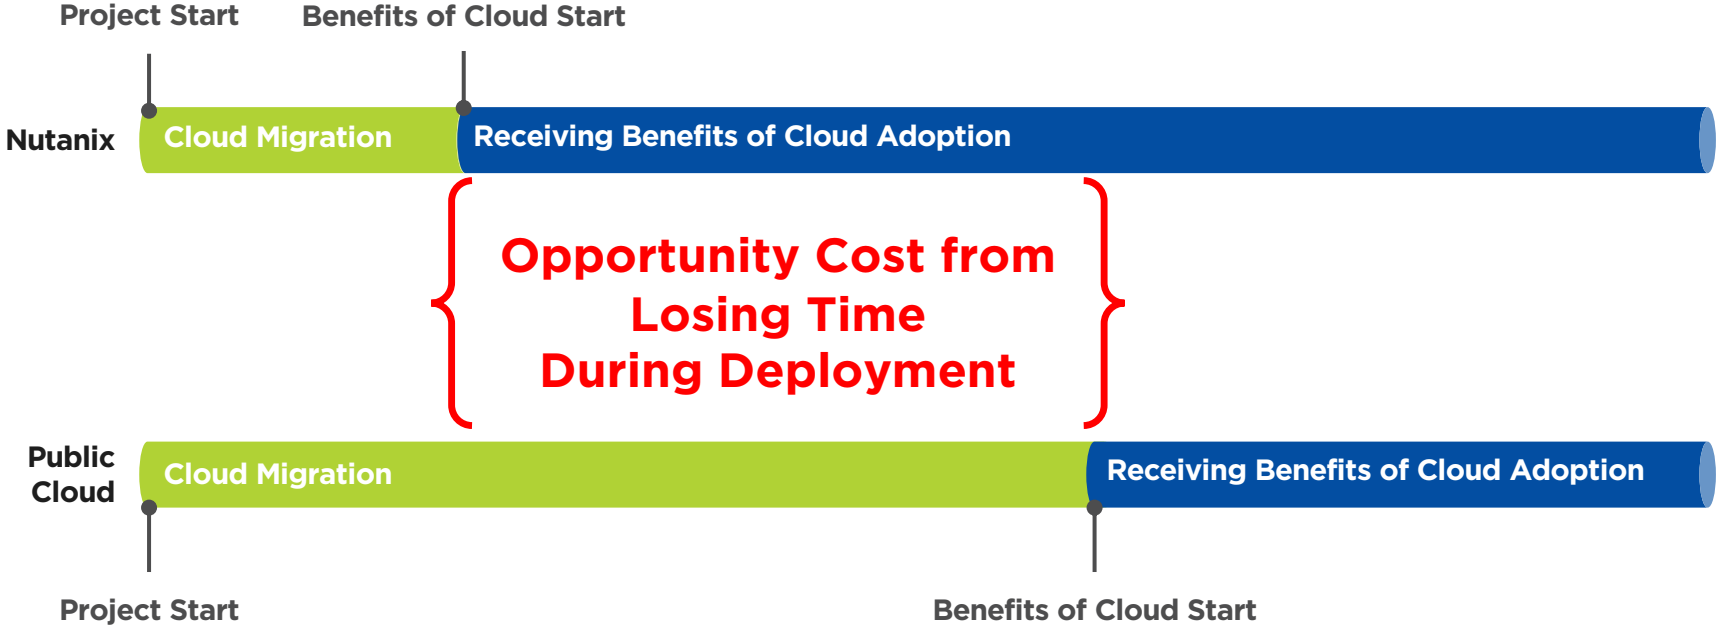 Project Start
Benefits of Cloud Start
Nutanix
Cloud Migration
Receiving Benefits of Cloud Adoption
Opportunity Cost from
Losing Time
During Deployment
Public
Cloud
Cloud Migration
Receiving Benefits of Cloud Adoption
Project Start
Benefits of Cloud Start